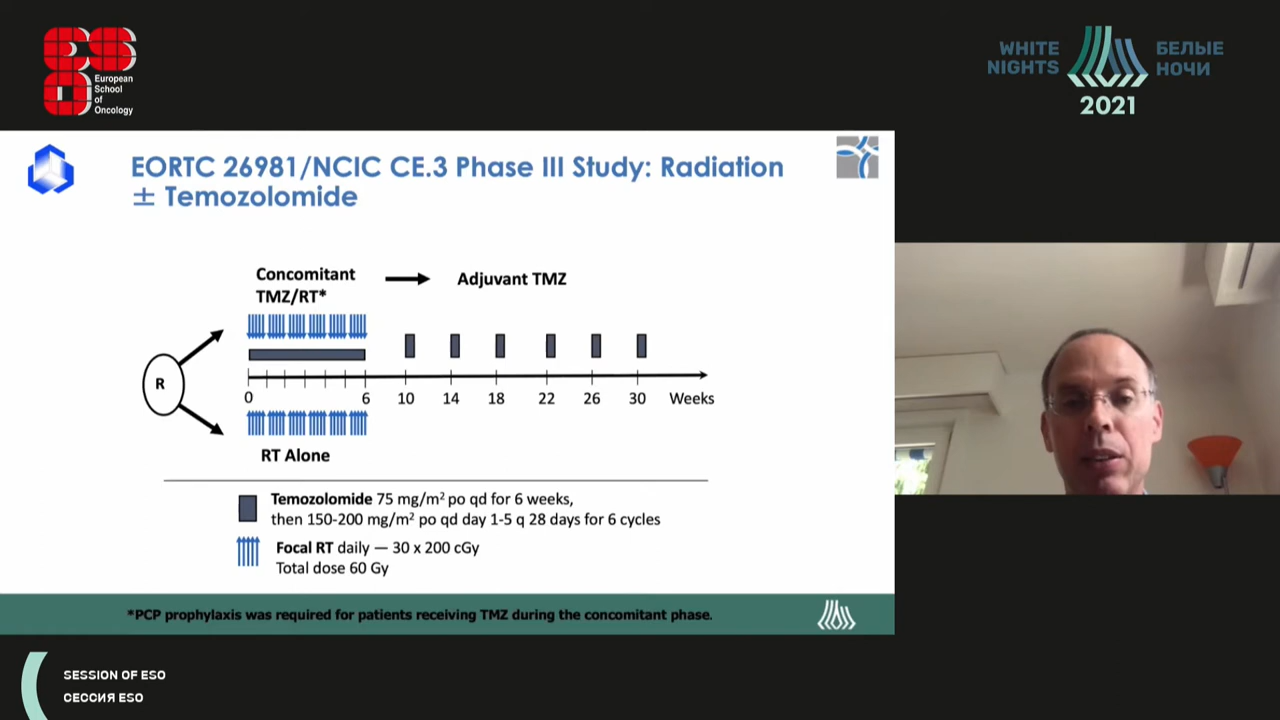 ESO
European
School
of
Oncology
WHITE
NIGHTS
БЕЛЫЕ
НОЧИ
2021
EORTC 26981/NCIC CE.3 Phase III Study: Radiation
± Temozolomide
Concomitant
TMZ/RT*
Adjuvant TMZ
R
0 6 10 14 18 22 26 30 Weeks
RT Alone
Temozolomide 75 mg/m² po qd for 6 weeks,
then 150-200 mg/m² po qd day 1-5 q 28 days for 6 cycles
Focal RT daily — 30 x 200 cGy
Total dose 60 Gy
*PCP prophylaxis was required for patients receiving TMZ during the concomitant phase.
SESSION OF ESO
СЕССИЯ ESO